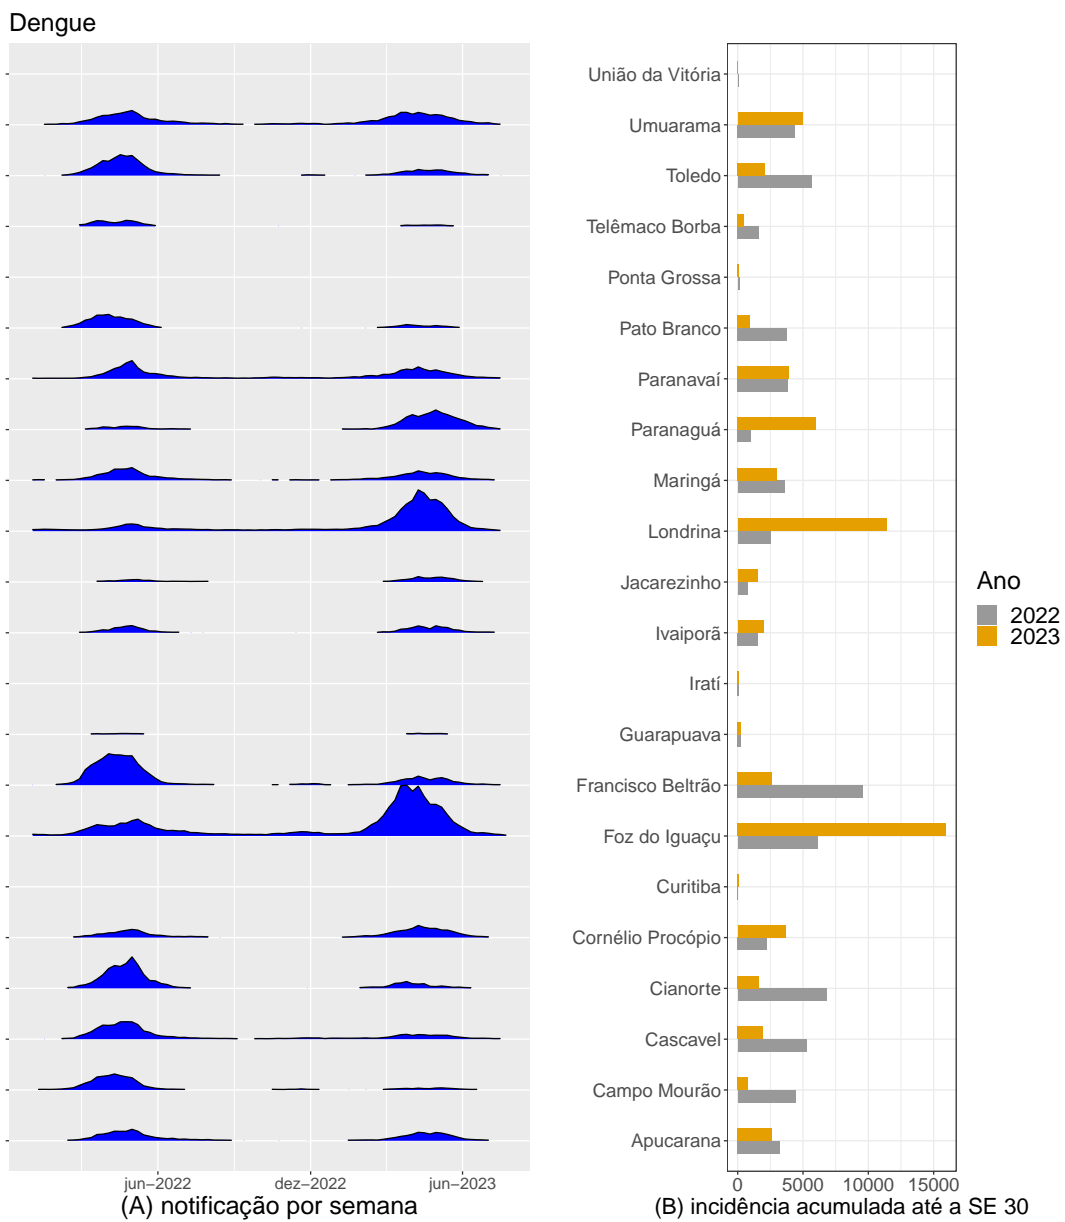 Dengue
União da Vitória
Umuarama
Toledo
Telêmaco Borba
Ponta Grossa
Pato Branco
Paranavaí
Paranaguá
Maringá
Londrina
Jacarezinho
Ivaiporã
Iratí
Guarapuava
Francisco Beltrão
Foz do Iguaçu
Curitiba
Cornélio Procópio
Cianorte
Cascavel
Campo Mourão
Apucarana
Ano
2022
2023
jun−2022 dez−2022 jun−2023
0 5000 10000 15000
(A) notificação por semana
(B) incidência acumulada até a SE 30